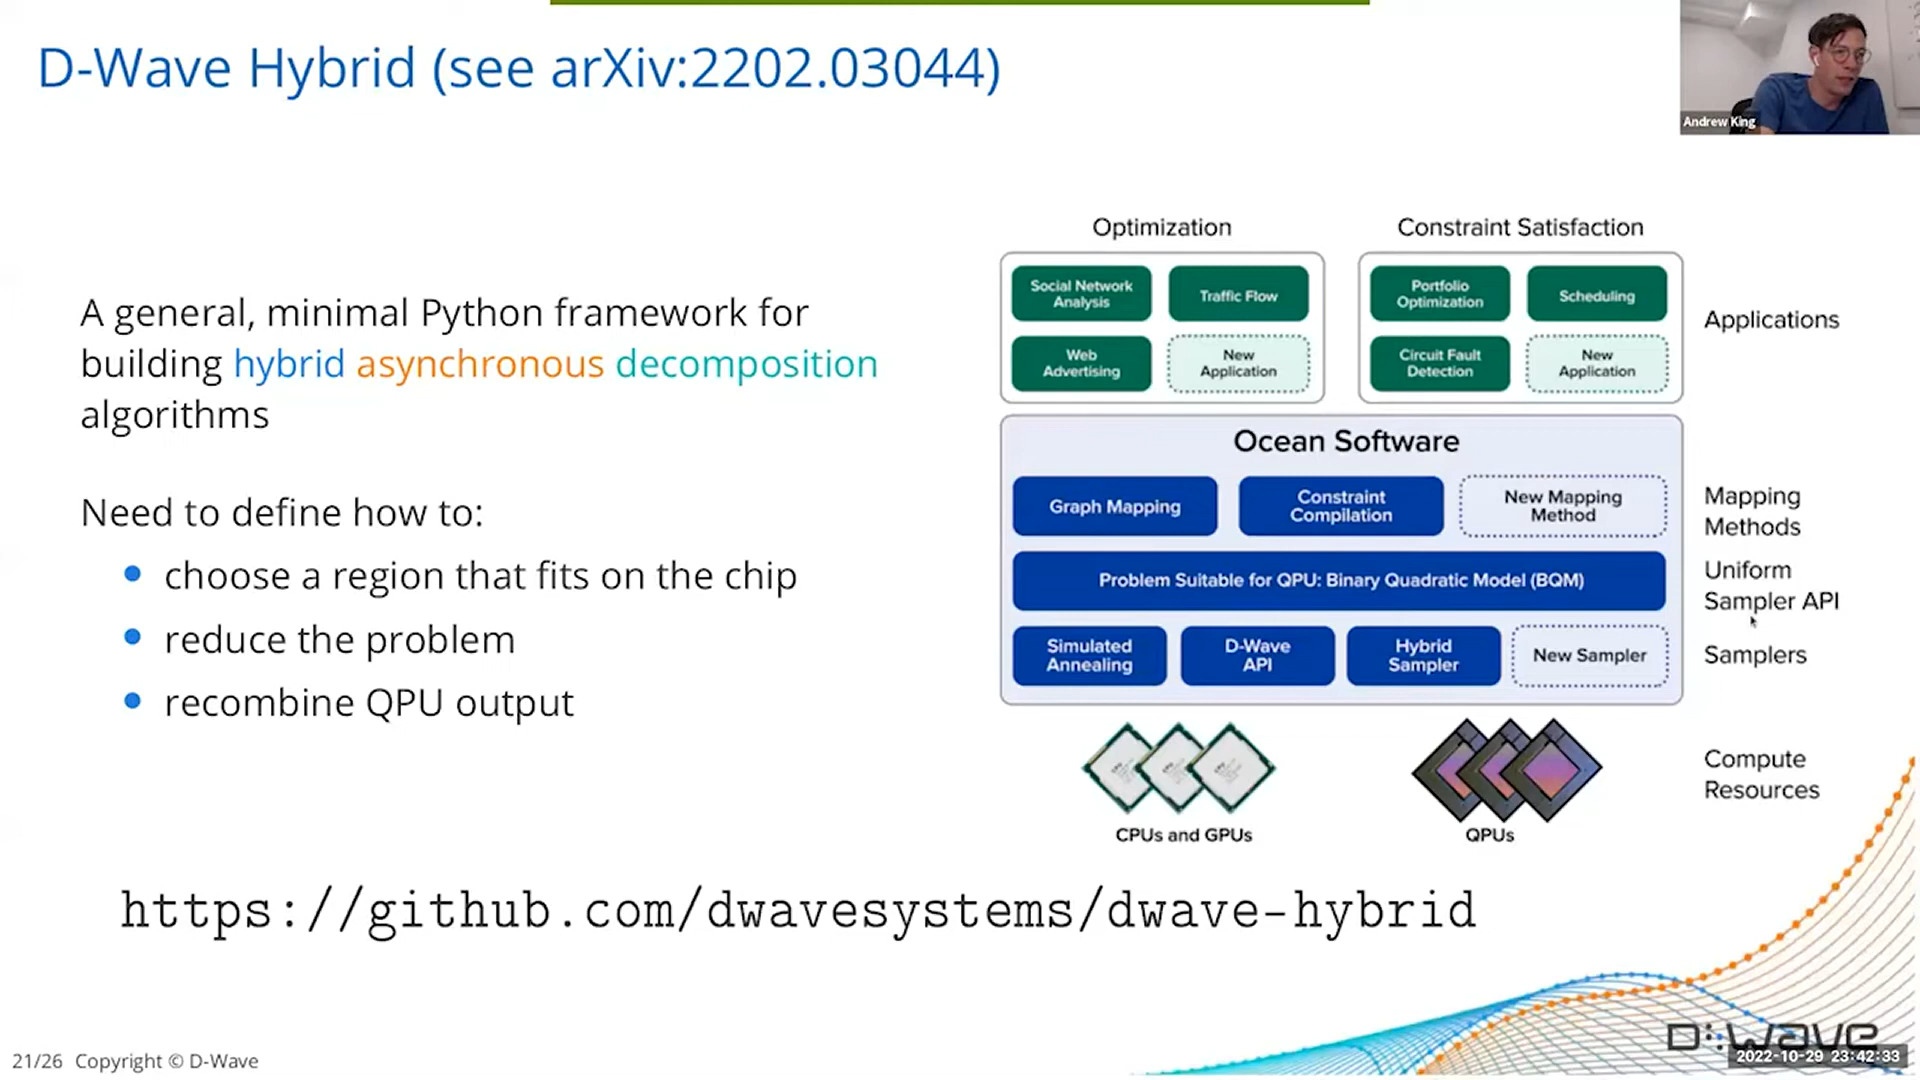 D-Wave Hybrid (see arXiv:2202.03044)
Andrew King
A general, minimal Python framework for
building hybrid asynchronous decomposition
algorithms
Need to define how to:
choose a region that fits on the chip
reduce the problem
recombine QPU output
Optimization
Constraint Satisfaction
Social Network
Analysis
Traffic Flow
Portfolio
Optimization
Scheduling
Applications
Web
Advertising
New
Application
Circuit Fault
Detection
New
Application
Ocean Software
Graph Mapping
Constraint
Compilation
New Mapping
Method
Mapping
Methods
Problem Suitable for QPU: Binary Quadratic Model (BQM)
Uniform
Sampler API
Simulated
Annealing
D-Wave
API
Hybrid
Sampler
New Sampler
Samplers
CPUs and GPUs
QPUs
Compute
Resources
https://github.com/dwavesystems/dwave-hybrid
21/26 Copyright © D-Wave
D:wave
2022-10-29 23:42:33